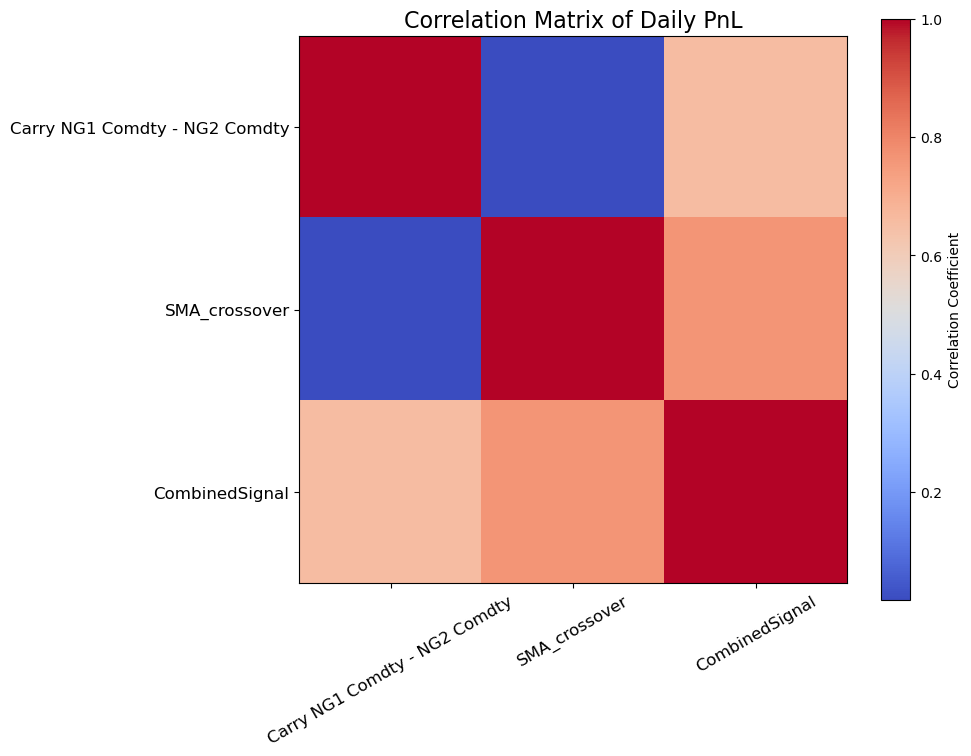 Correlation Matrix of Daily PnL
Carry NG1 Comdty - NG2 Comdty
SMA_crossover
CombinedSignal
Carry NG1 Comdty - NG2 Comdty
SMA_crossover
CombinedSignal
1.0
0.8
0.6
0.4
0.2
Correlation Coefficient